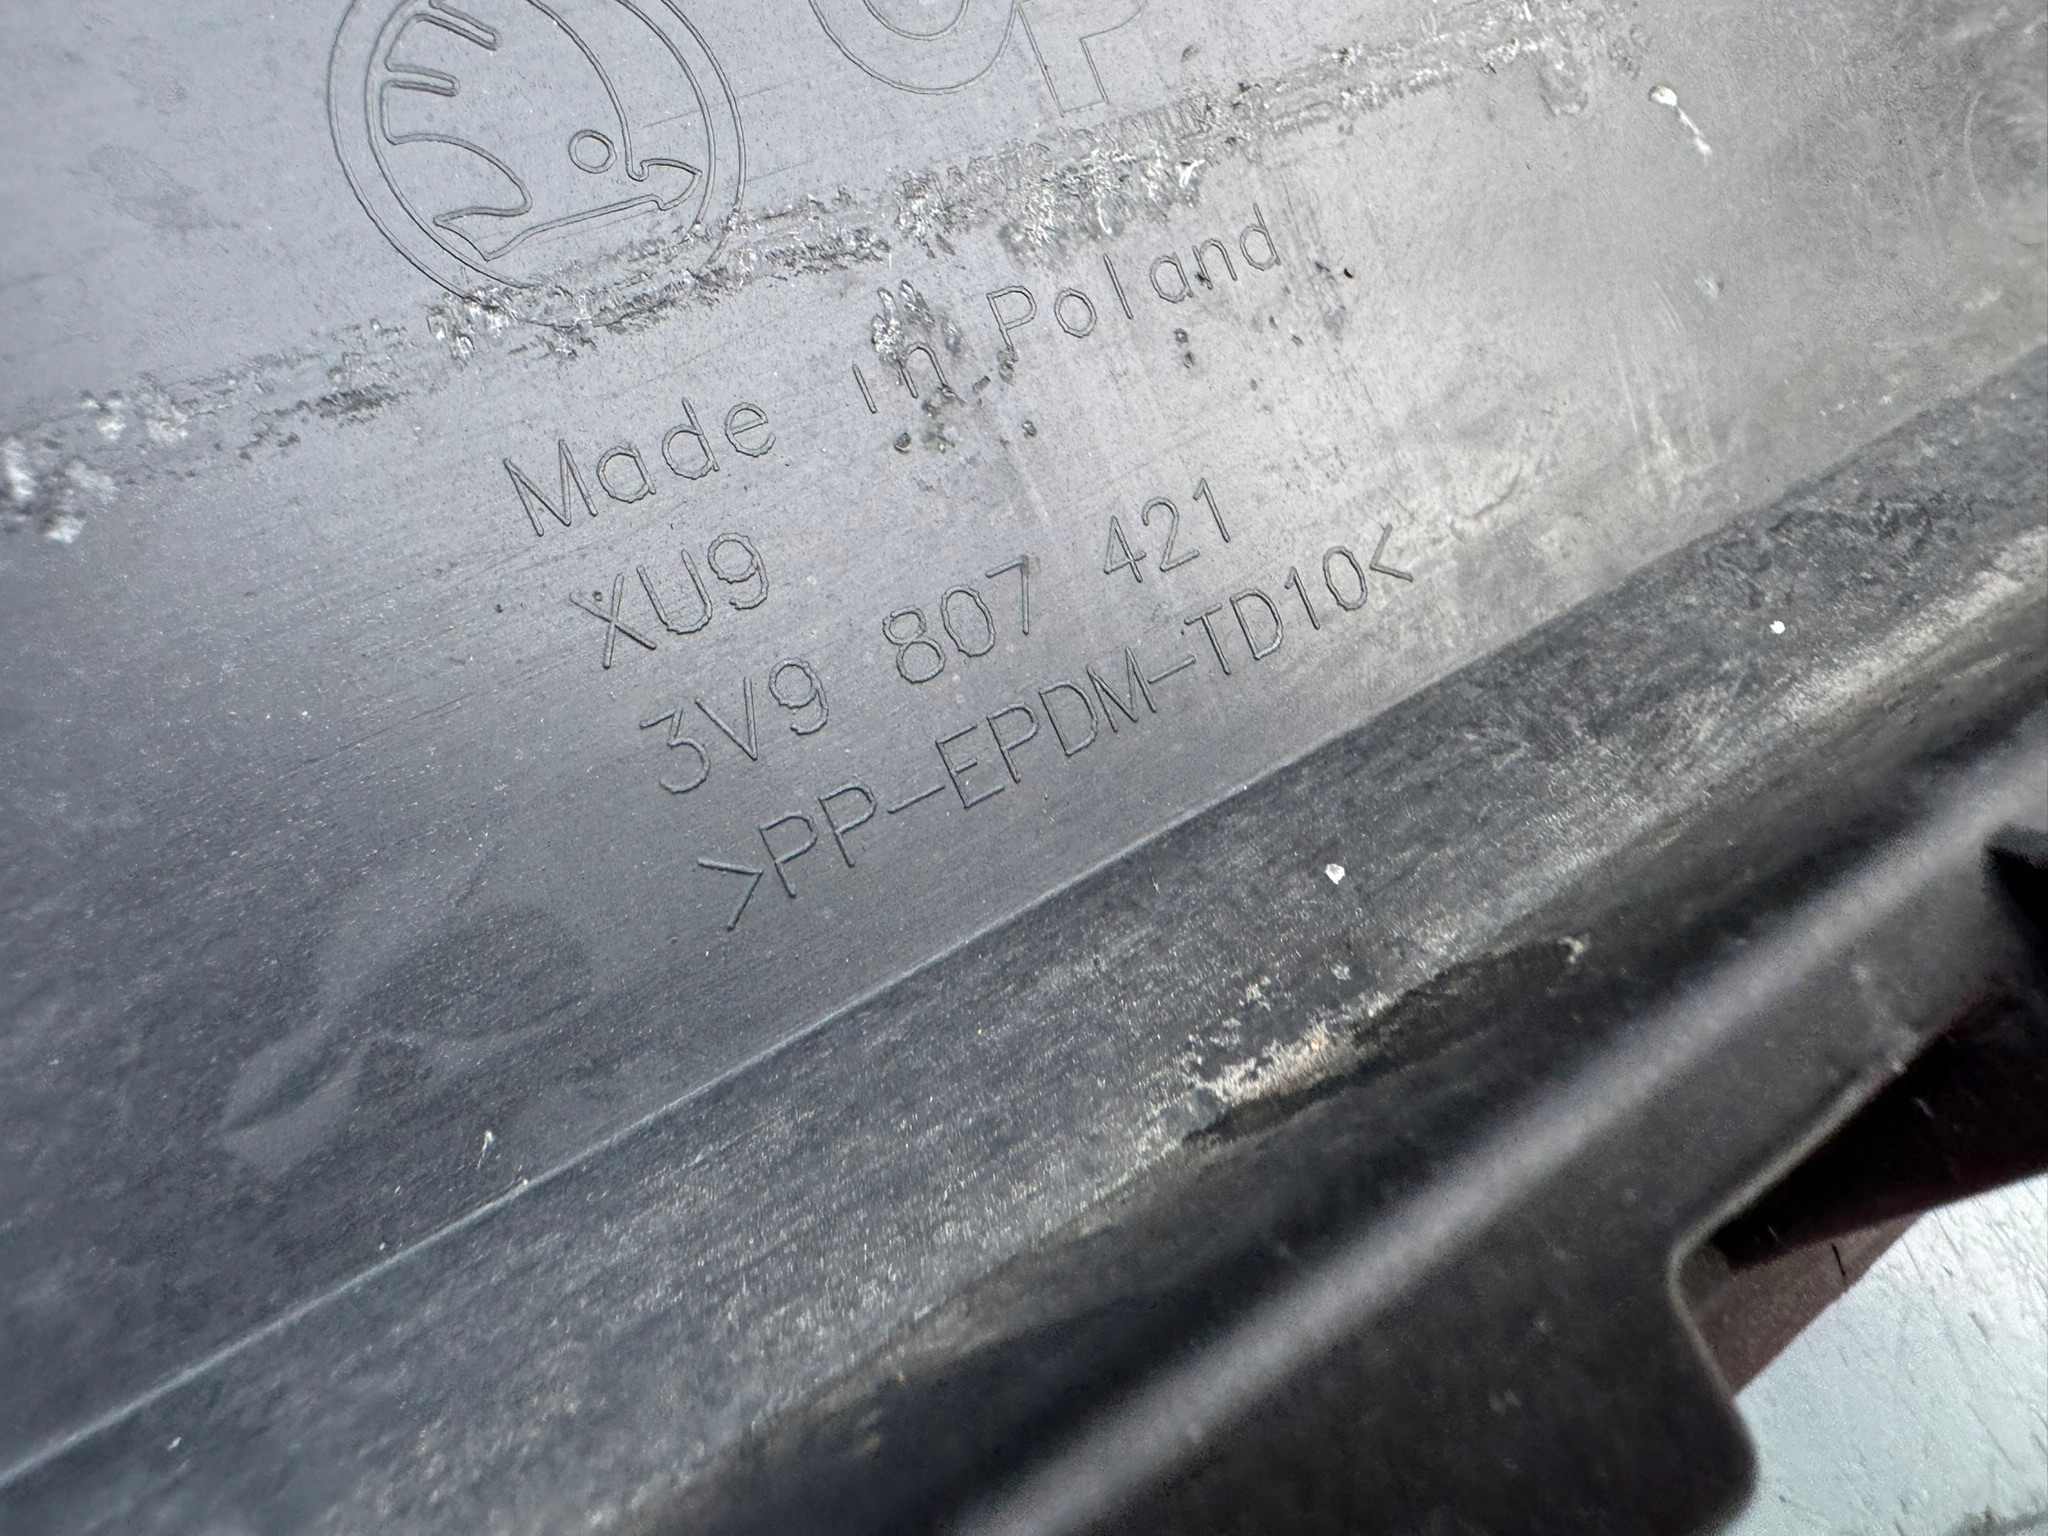 Made in Poland
XU9
3V9 807 421
>PP-EPDM-TD10<